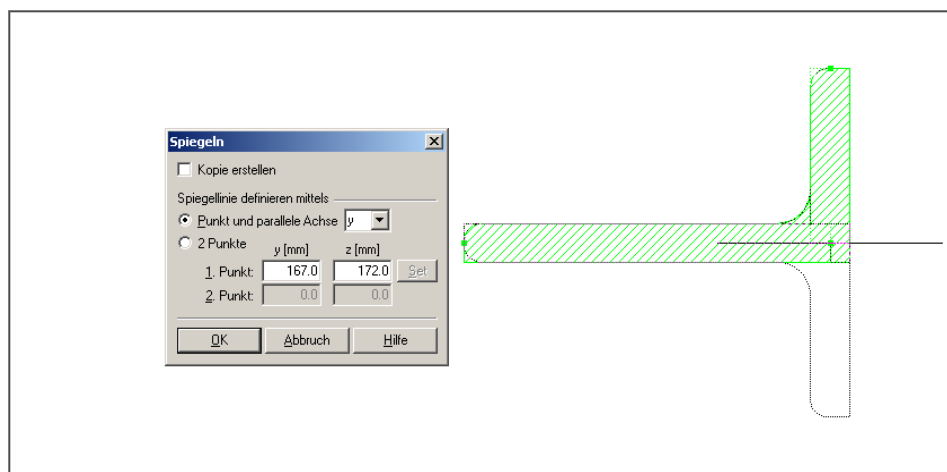 Spiegeln
Kopie erstellen
Spiegellinie definieren mittels
Punkt und parallele Achse y
2 Punkte y [mm] z [mm]
1. Punkt: 167.0 172.0 Set
2. Punkt: 0.0 0.0
OK Abbruch Hilfe